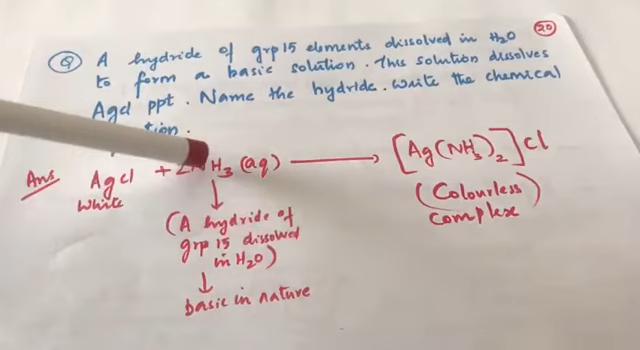 20
Q A hydride of grp 15 elements dissolved in H2O
to form a basic solution. This solution dissolves
AgCl ppt. Name the hydride. Write the chemical
Ans AgCl + 2NH3 (aq) ⟶ [Ag(NH3)2]Cl
White
(Colourless)
complex
↓
(A hydride of
grp 15 dissolved
in H2O)
↓
basic in nature